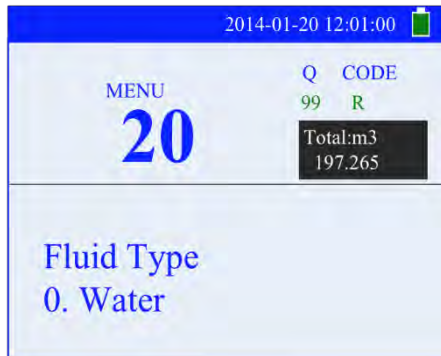 2014-01-20 12:01:00
MENU
20
Q CODE
99 R
Total:m3
197.265
Fluid Type
0. Water